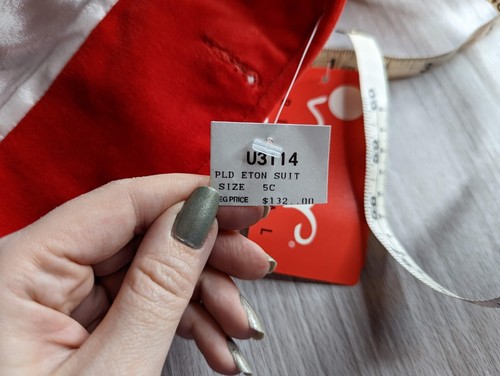 U3114
PLD ETON SUIT
SIZE 5C
EG PRICE $132..00